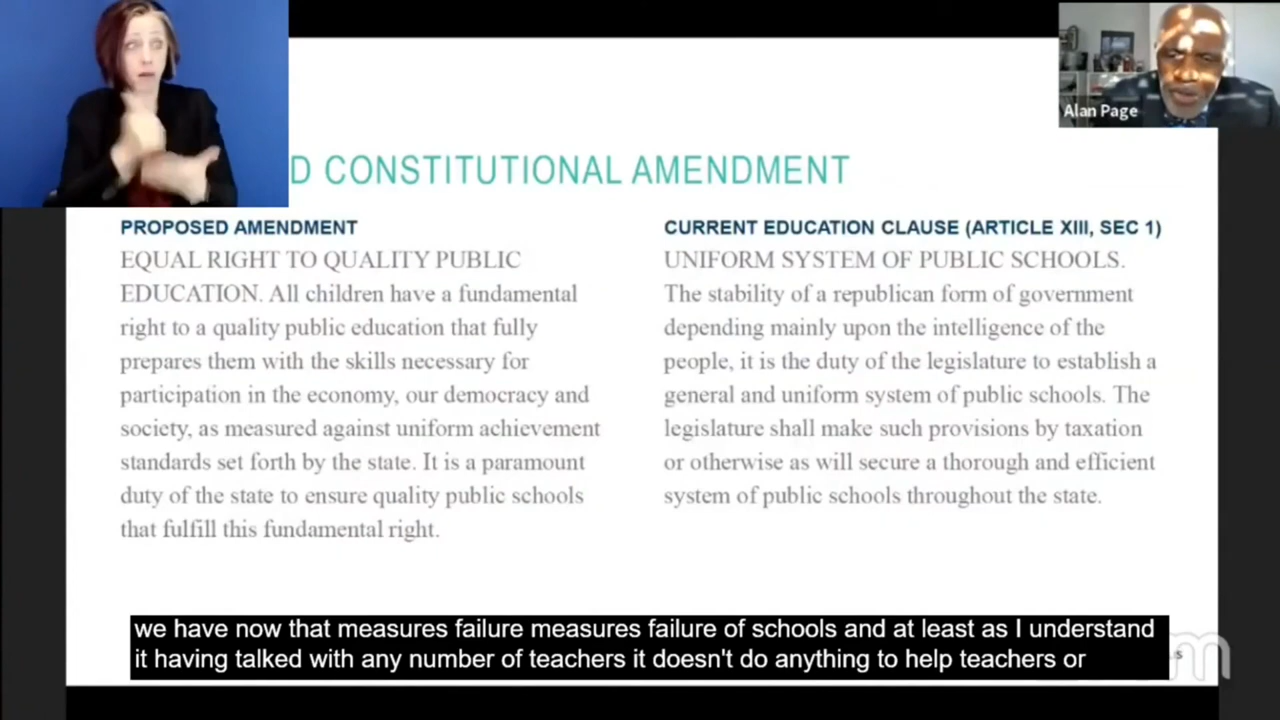 Alan Page
D CONSTITUTIONAL AMENDMENT
PROPOSED AMENDMENT
EQUAL RIGHT TO QUALITY PUBLIC
EDUCATION. All children have a fundamental
right to a quality public education that fully
prepares them with the skills necessary for
participation in the economy, our democracy and
society, as measured against uniform achievement
standards set forth by the state. It is a paramount
duty of the state to ensure quality public schools
that fulfill this fundamental right.
CURRENT EDUCATION CLAUSE (ARTICLE XIII, SEC 1)
UNIFORM SYSTEM OF PUBLIC SCHOOLS.
The stability of a republican form of government
depending mainly upon the intelligence of the
people, it is the duty of the legislature to establish a
general and uniform system of public schools. The
legislature shall make such provisions by taxation
or otherwise as will secure a thorough and efficient
system of public schools throughout the state.
we have now that measures failure measures failure of schools and at least as I understand
it having talked with any number of teachers it doesn't do anything to help teachers or